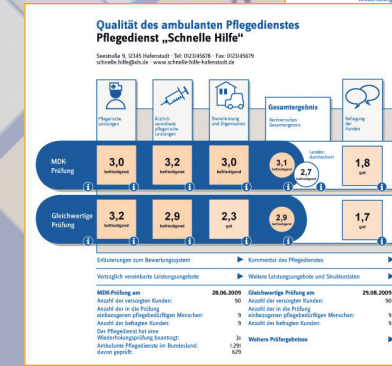 Qualität des ambulanten Pflegedienstes
Pflegedienst „Schnelle Hilfe“
Seestraße 9, 12345 Hafenstadt · Tel: 0123/45678 · Fax: 0123/45679
schnelle.hilfe@xls.de · www.schnelle-hilfe-hafenstadt.de
Pflegerische
Leistungen
Ärztlich
verordnete
pflegerische
Leistungen
Dienstleistung
und Organisation
Gesamtergebnis
Rechnerisches
Gesamtergebnis
Befragung
der
Kunden
MDK-
Prüfung
3,0
befriedigend
3,2
befriedigend
3,0
befriedigend
3,1
befriedigend
Landes-
durchschnitt
2,7
befriedigend
1,8
gut
Gleichwertige
Prüfung
3,2
befriedigend
2,9
befriedigend
2,3
gut
2,9
befriedigend
1,7
gut
Erläuterungen zum Bewertungssystem
Kommentar des Pflegedienstes
Vertraglich vereinbarte Leistungsangebote
Weitere Leistungsangebote und Strukturdaten
MDK-Prüfung am 28.06.2009
Anzahl der versorgten Kunden: 90
Anzahl der in die Prüfung
einbezogenen pflegebedürftigen Menschen: 9
Anzahl der befragten Kunden: 9
Der Pflegedienst hat eine
Wiederholungsprüfung beantragt: Ja
Ambulante Pflegedienste im Bundesland: 1.291
davon geprüft: 629
Gleichwertige Prüfung am 29.08.2009
Anzahl der versorgten Kunden: 90
Anzahl der in die Prüfung
einbezogenen pflegebedürftigen Menschen: 9
Anzahl der befragten Kunden: 9
Weitere Prüfergebnisse